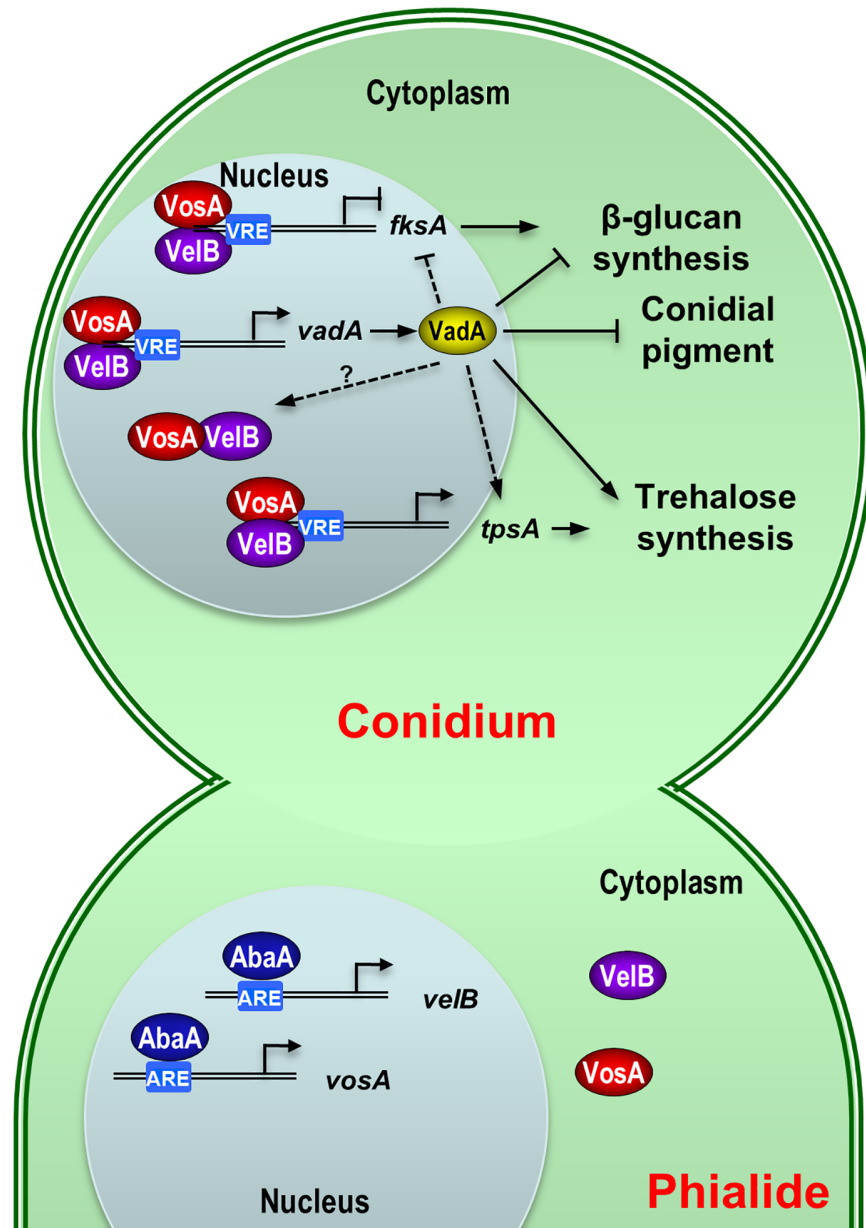 Cytoplasm
Nucleus
VosA
VelB
VRE
fksA
β-glucan
synthesis
VosA
VelB
VRE
vadA
VadA
Conidial
pigment
?
VosA
VelB
VosA
VelB
VRE
tpsA
Trehalose
synthesis
Conidium
Cytoplasm
AbaA
ARE
velB
VelB
AbaA
ARE
vosA
VosA
Nucleus
Phialide